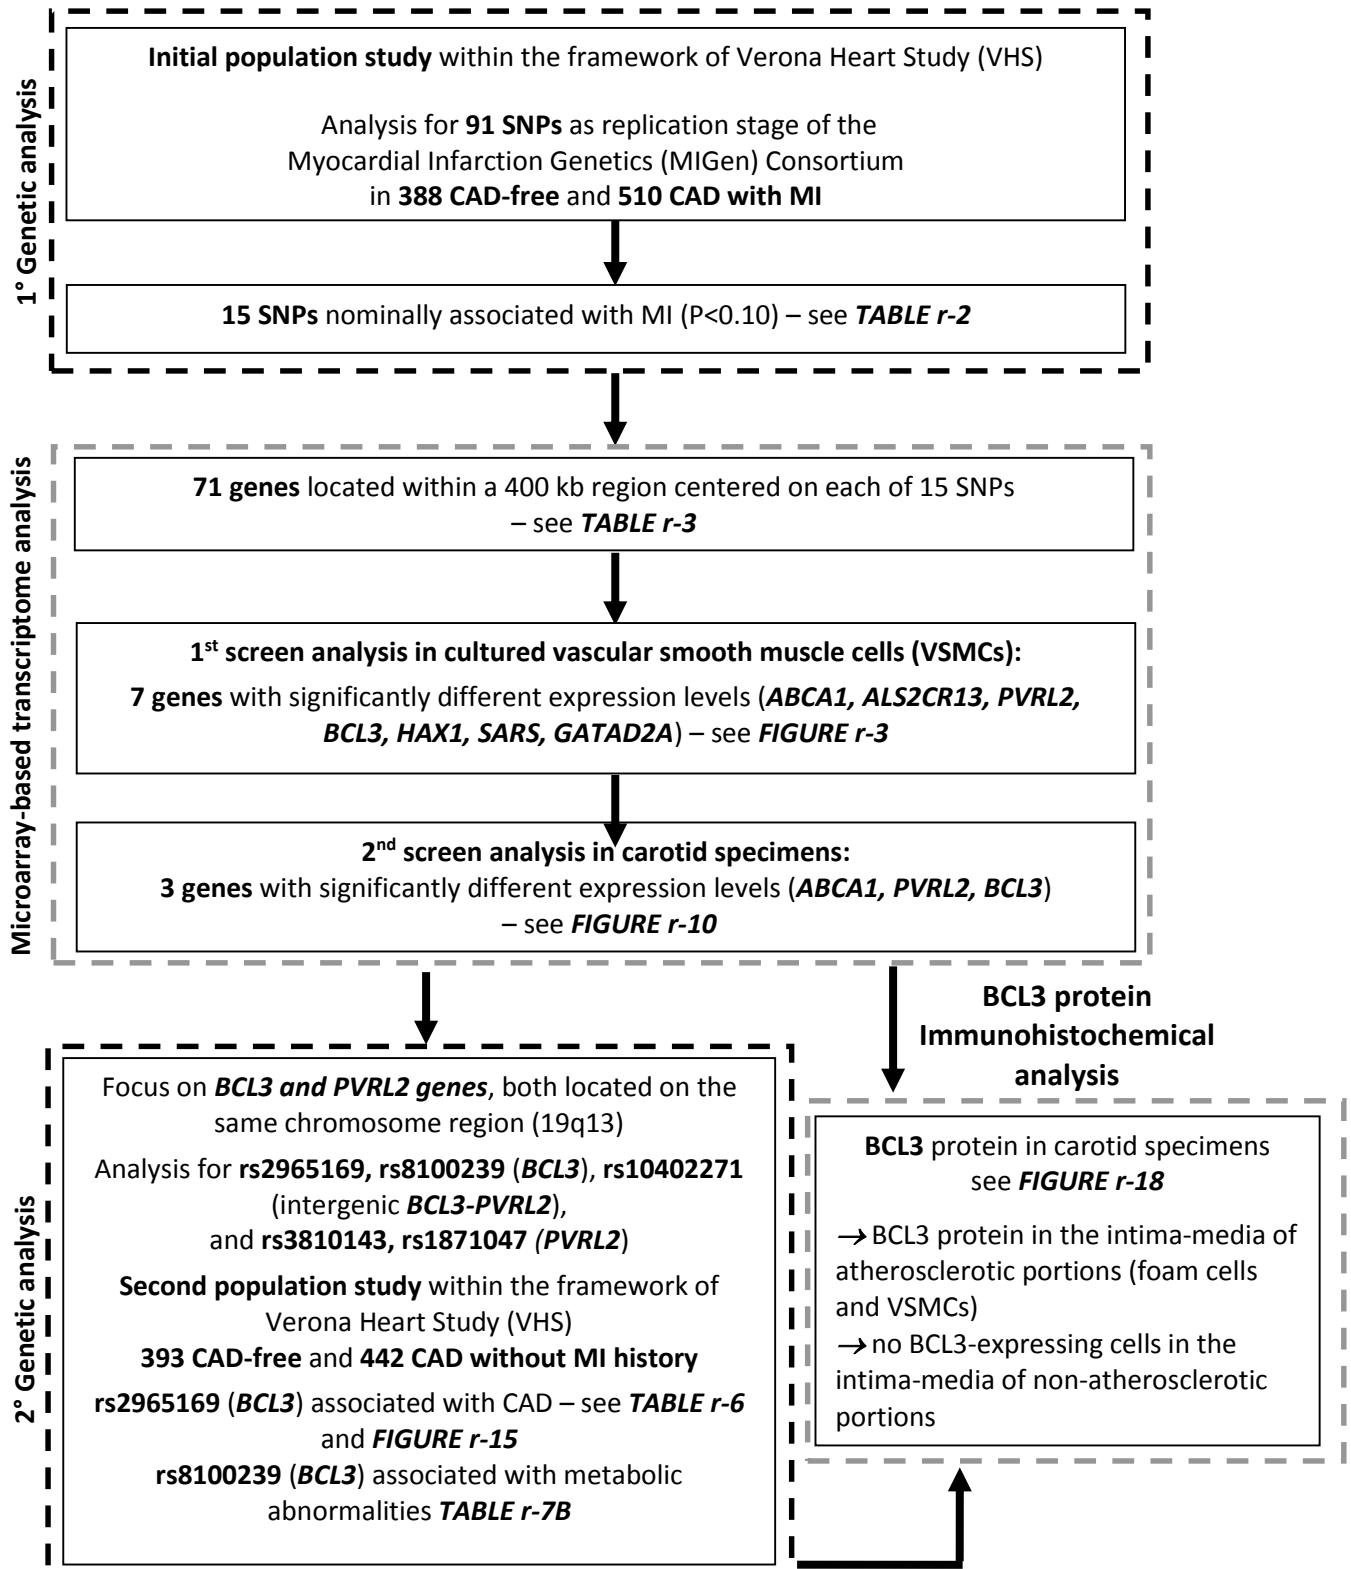 1° Genetic analysis
Initial population study within the framework of Verona Heart Study (VHS)
Analysis for 91 SNPs as replication stage of the
Myocardial Infarction Genetics (MIGen) Consortium
in 388 CAD-free and 510 CAD with MI
15 SNPs nominally associated with MI (P<0.10) – see TABLE r-2
Microarray-based transcriptome analysis
71 genes located within a 400 kb region centered on each of 15 SNPs
– see TABLE r-3
1st screen analysis in cultured vascular smooth muscle cells (VSMCs):
7 genes with significantly different expression levels (ABCA1, ALS2CR13, PVRL2,
BCL3, HAX1, SARS, GATAD2A) – see FIGURE r-3
2nd screen analysis in carotid specimens:
3 genes with significantly different expression levels (ABCA1, PVRL2, BCL3)
– see FIGURE r-10
2° Genetic analysis
Focus on BCL3 and PVRL2 genes, both located on the
same chromosome region (19q13)
Analysis for rs2965169, rs8100239 (BCL3), rs10402271
(intergenic BCL3-PVRL2),
and rs3810143, rs1871047 (PVRL2)
Second population study within the framework of
Verona Heart Study (VHS)
393 CAD-free and 442 CAD without MI history
rs2965169 (BCL3) associated with CAD – see TABLE r-6
and FIGURE r-15
rs8100239 (BCL3) associated with metabolic
abnormalities TABLE r-7B
BCL3 protein
Immunohistochemical
analysis
BCL3 protein in carotid specimens
see FIGURE r-18
→ BCL3 protein in the intima-media of
atherosclerotic portions (foam cells
and VSMCs)
→ no BCL3-expressing cells in the
intima-media of non-atherosclerotic
portions